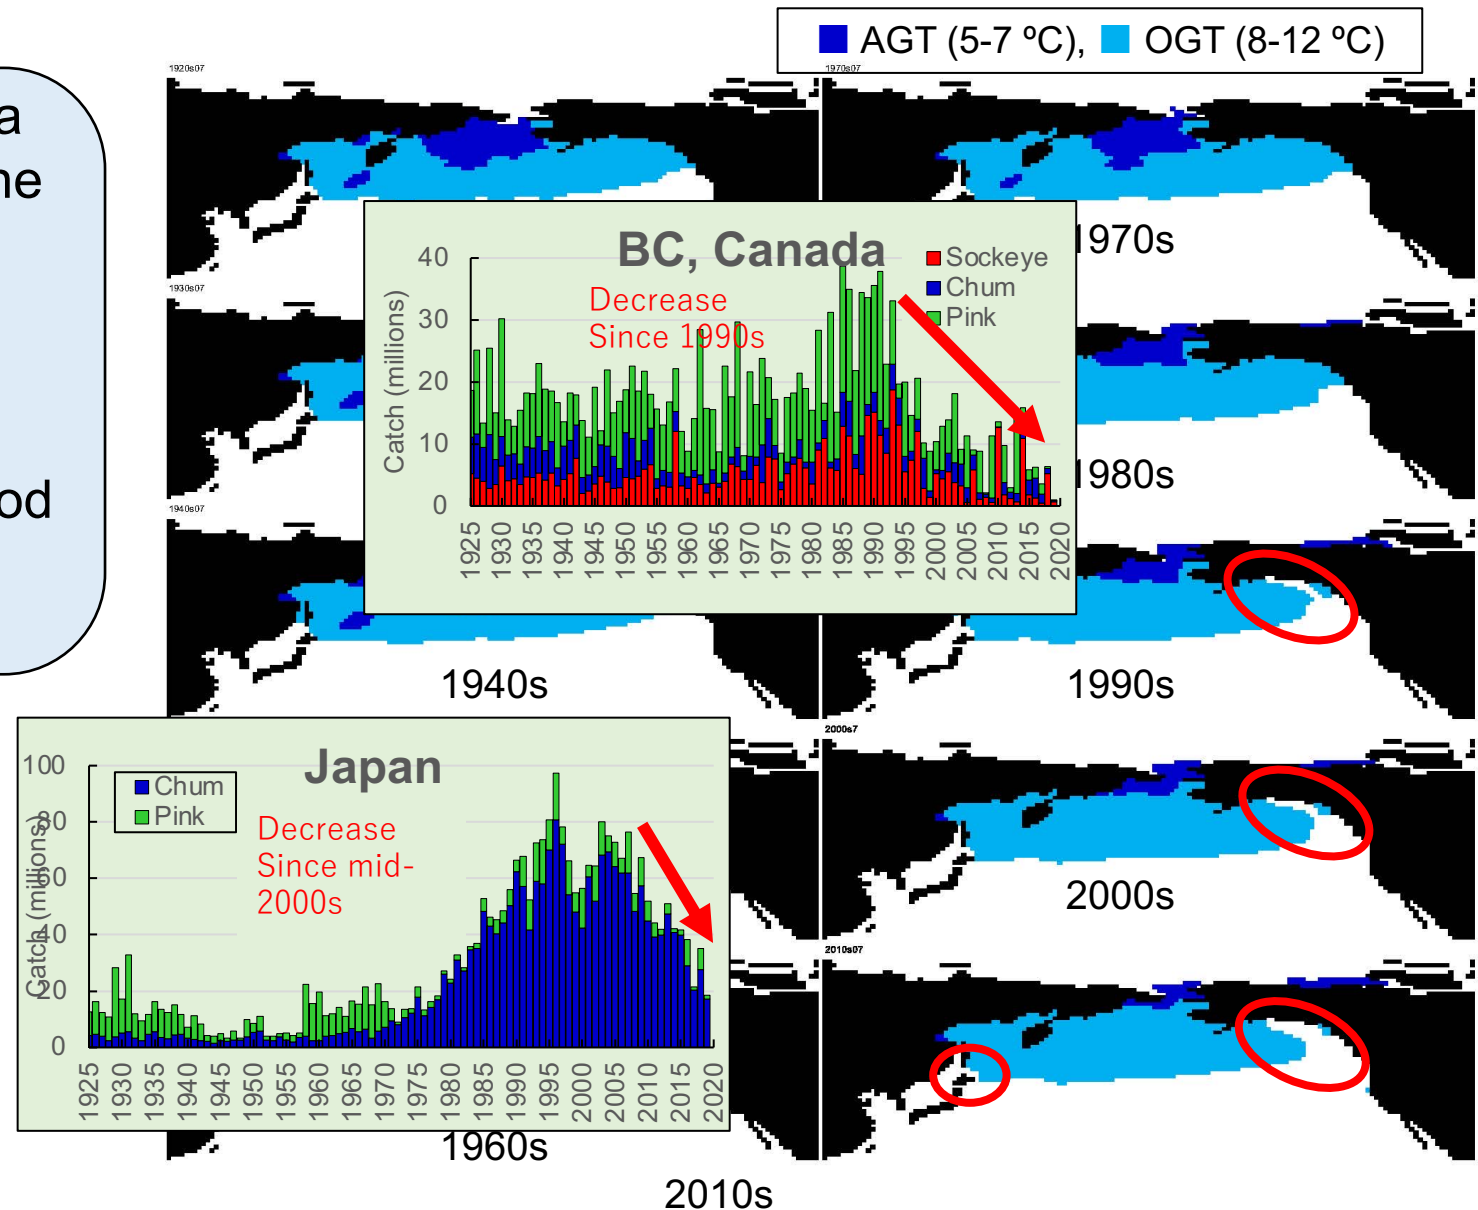 AGT (5-7 ºC), OGT (8-12 ºC)
1920s07
1970s07
a
ne
od
1930s07
1940s07
1970s
1980s
BC, Canada
Decrease
Since 1990s
Sockeye
Chum
Pink
Catch (millions)
40
30
20
10
0
1925
1930
1935
1940
1945
1950
1955
1960
1965
1970
1975
1980
1985
1990
1995
2000
2005
2010
2015
2020
1940s
1990s
2000s7
2000s
2010s07
Japan
Chum
Pink
Decrease
Since mid-
2000s
Catch (millions)
100
80
60
40
20
0
1925
1930
1935
1940
1945
1950
1955
1960
1965
1970
1975
1980
1985
1990
1995
2000
2005
2010
2015
2020
1960s
2010s